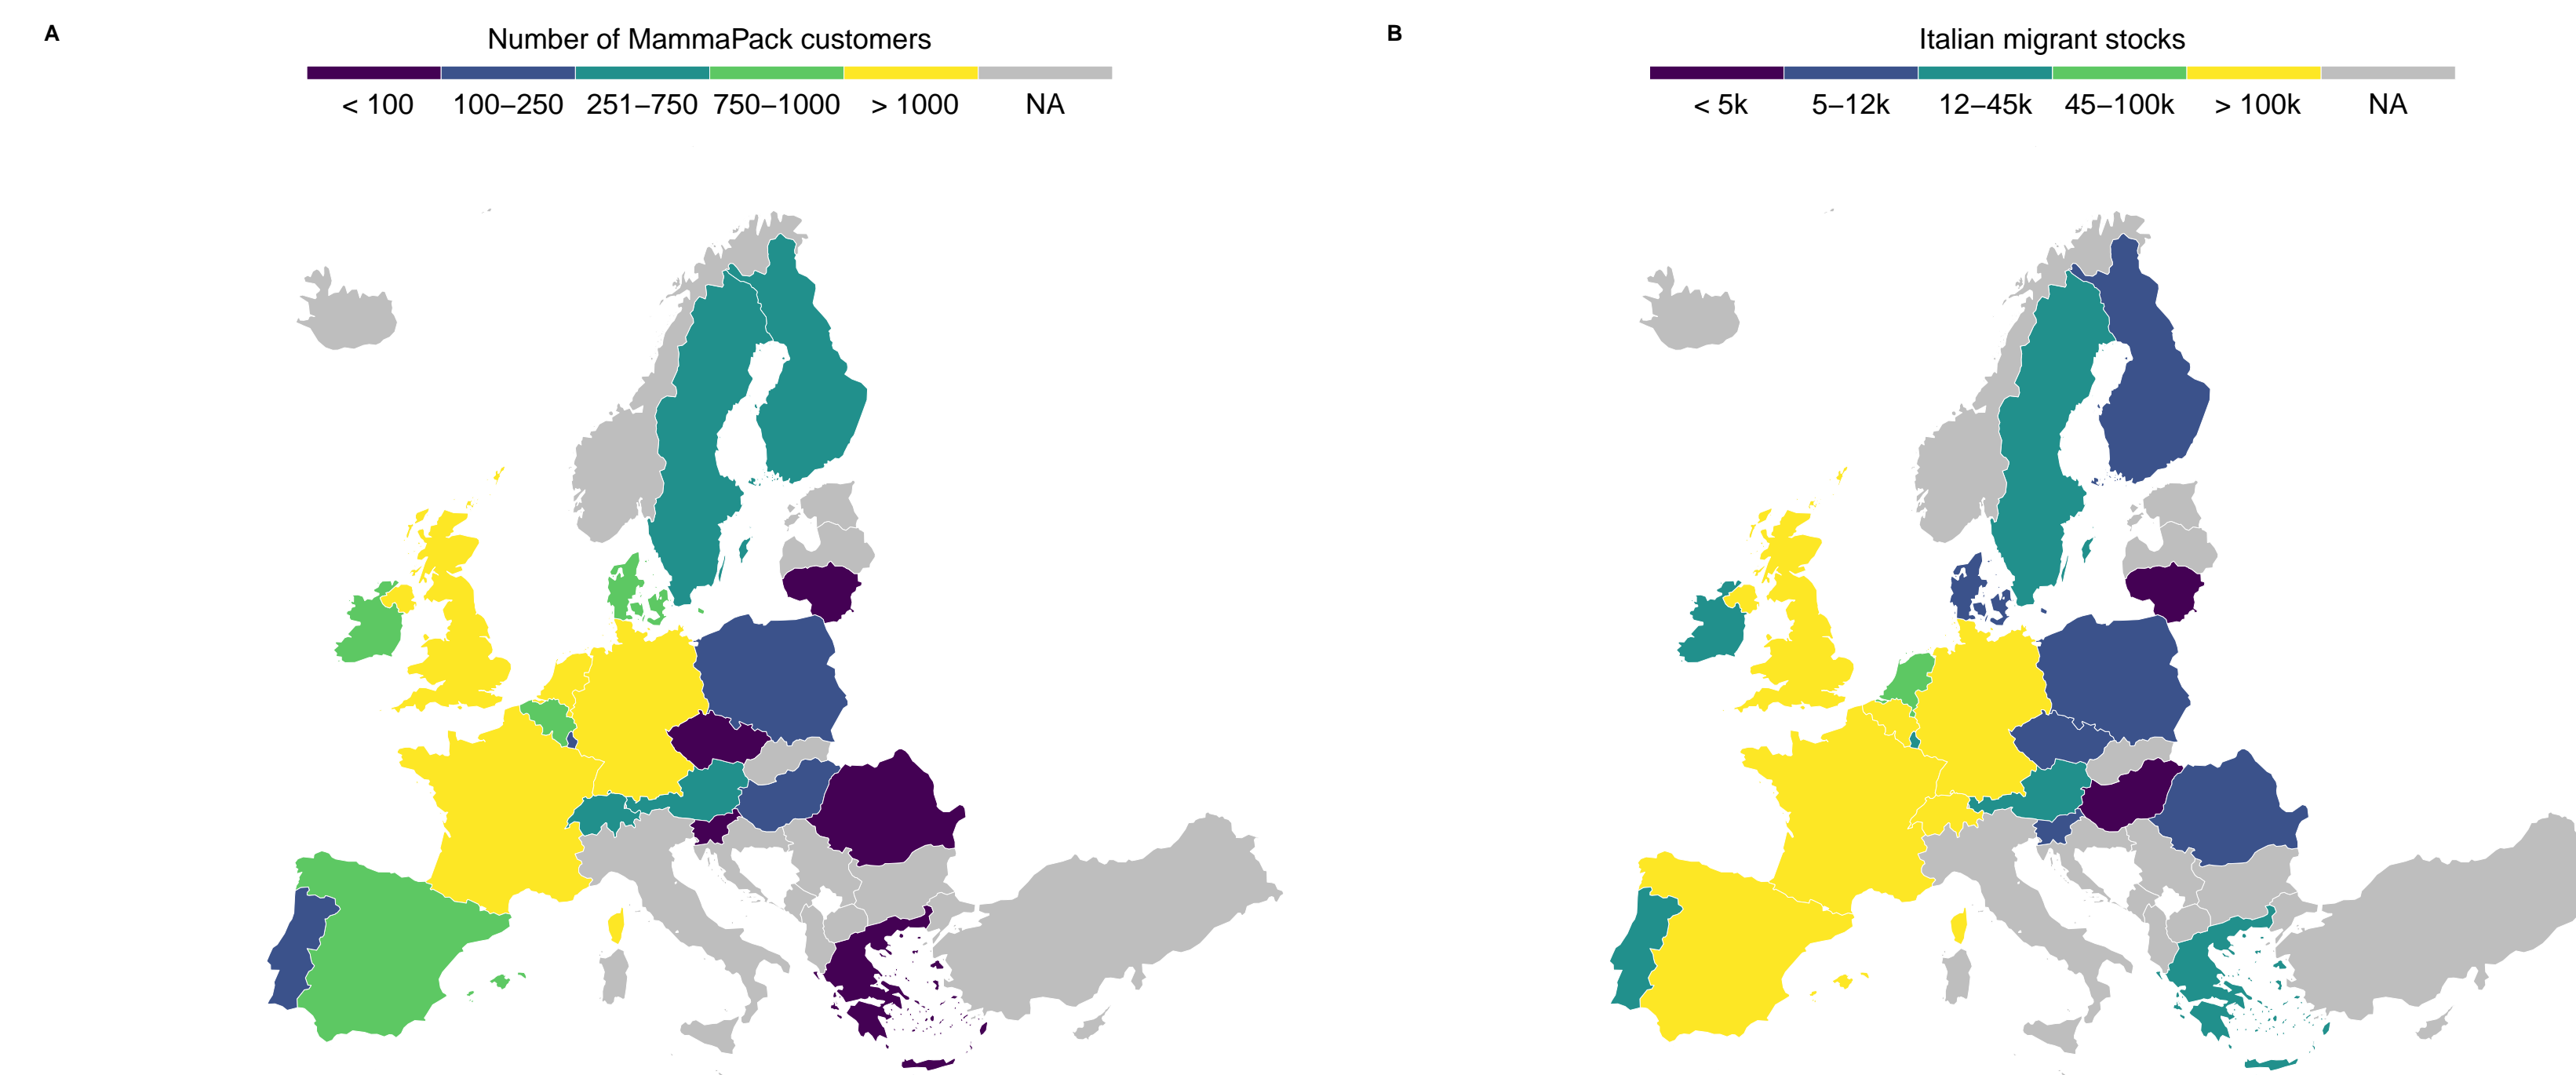 A
Number of MammaPack customers
< 100 100–250 251–750 750–1000 > 1000 NA
B
Italian migrant stocks
< 5k 5–12k 12–45k 45–100k > 100k NA